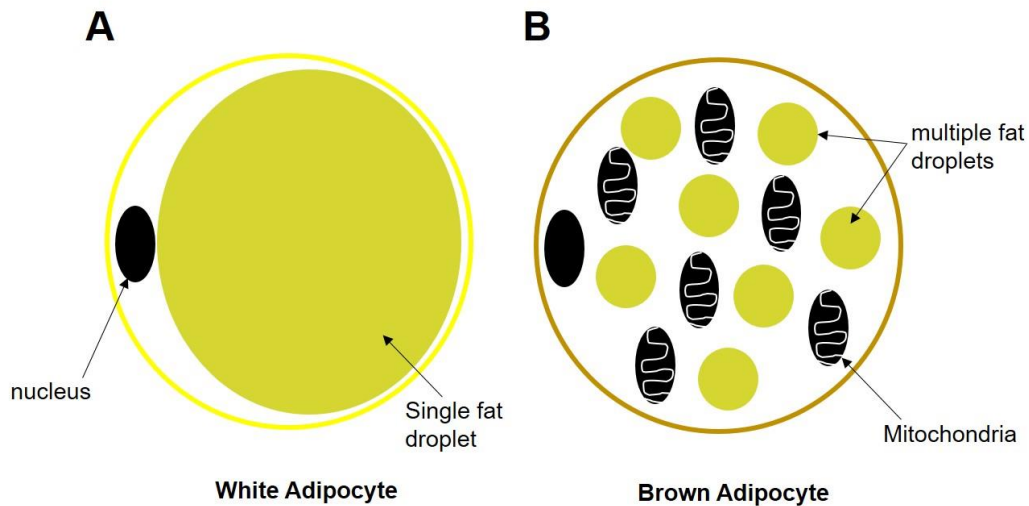 A
B
multiple fat
droplets
nucleus
Single fat
droplet
Mitochondria
White Adipocyte
Brown Adipocyte